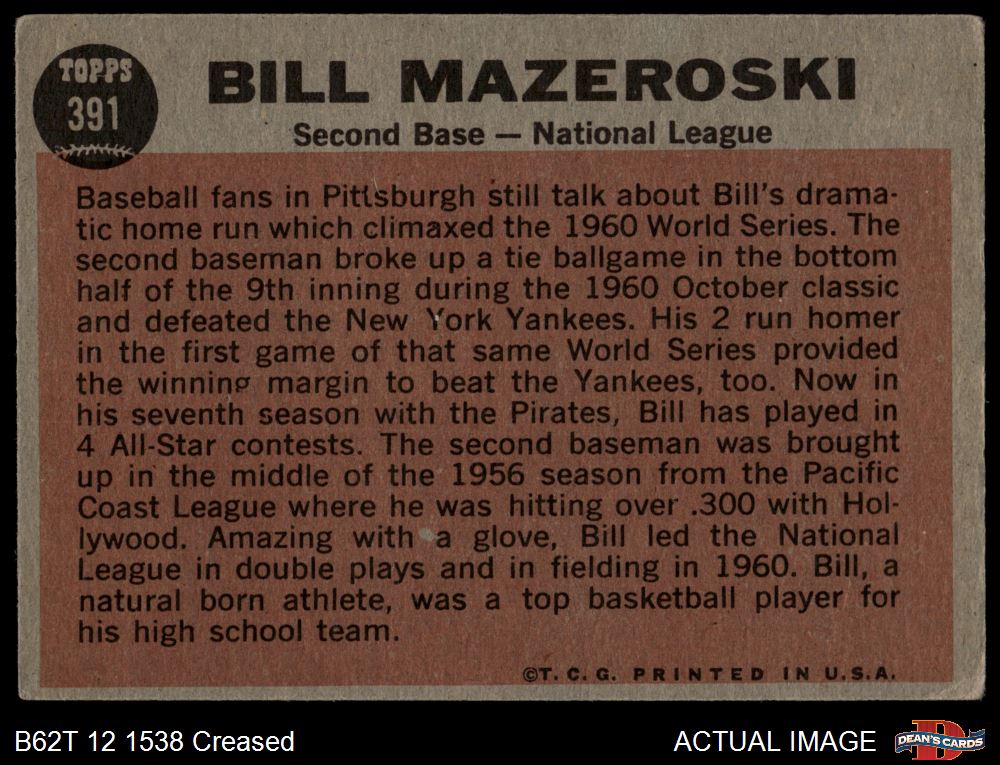 TOPPS
391
BILL MAZEROSKI
Second Base — National League
Baseball fans in Pittsburgh still talk about Bill's drama-
tic home run which climaxed the 1960 World Series. The
second baseman broke up a tie ballgame in the bottom
half of the 9th inning during the 1960 October classic
and defeated the New York Yankees. His 2 run homer
in the first game of that same World Series provided
the winning margin to beat the Yankees, too. Now in
his seventh season with the Pirates, Bill has played in
4 All-Star contests. The second baseman was brought
up in the middle of the 1956 season from the Pacific
Coast League where he was hitting over .300 with Hol-
lywood. Amazing with a glove, Bill led the National
League in double plays and in fielding in 1960. Bill, a
natural born athlete, was a top basketball player for
his high school team.
©T. C. G. PRINTED IN U.S.A.
B62T 12 1538 Creased
ACTUAL IMAGE
D
DEAN'S CARDS